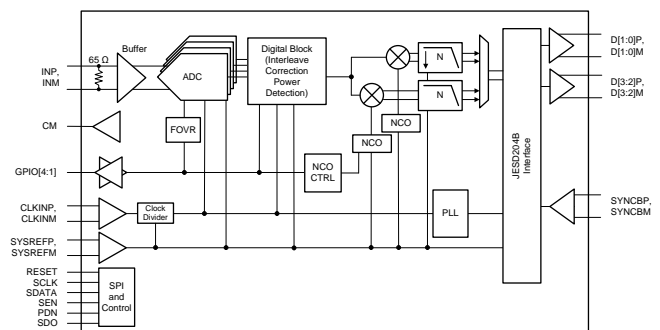 65 Ω
Buffer
INP,
INM
ADC
Digital Block
(Interleave
Correction
Power
Detection)
N
N
D[1:0]P,
D[1:0]M
D[3:2]P,
D[3:2]M
CM
FOVR
NCO
NCO
JESD204B
Interface
GPIO[4:1]
NCO
CTRL
CLKINP,
CLKINM
Clock
Divider
PLL
SYNCBP,
SYNCBM
SYSREFP,
SYSREFM
RESET
SCLK
SDATA
SEN
PDN
SDO
SPI
and
Control